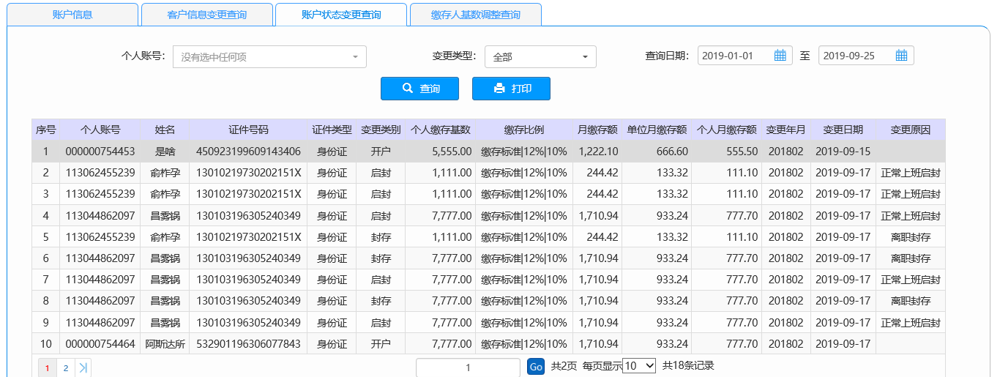 账户信息 客户信息变更查询 账户状态变更查询 缴存人基数调整查询
个人账号: 没有选中任何项 变更类型: 全部 查询日期: 2019-01-01 至 2019-09-25
查询 打印
序号 个人账号 姓名 证件号码 证件类型 变更类别 个人缴存基数 缴存比例 月缴存额 单位月缴存额 个人月缴存额 变更年月 变更日期 变更原因
1 000000754453 是啥 450923199609143406 身份证 开户 5,555.00 缴存标准|12%|10% 1,222.10 666.60 555.50 201802 2019-09-15
2 113062455239 俞柞孕 13010219730202151X 身份证 启封 1,111.00 缴存标准|12%|10% 244.42 133.32 111.10 201802 2019-09-17 正常上班启封
3 113062455239 俞柞孕 13010219730202151X 身份证 启封 1,111.00 缴存标准|12%|10% 244.42 133.32 111.10 201802 2019-09-17 正常上班启封
4 113044862097 昌雾锅 130103196305240349 身份证 启封 7,777.00 缴存标准|12%|10% 1,710.94 933.24 777.70 201802 2019-09-17 正常上班启封
5 113062455239 俞柞孕 13010219730202151X 身份证 封存 1,111.00 缴存标准|12%|10% 244.42 133.32 111.10 201802 2019-09-17 离职封存
6 113044862097 昌雾锅 130103196305240349 身份证 封存 7,777.00 缴存标准|12%|10% 1,710.94 933.24 777.70 201802 2019-09-17 离职封存
7 113044862097 昌雾锅 130103196305240349 身份证 启封 7,777.00 缴存标准|12%|10% 1,710.94 933.24 777.70 201802 2019-09-17 正常上班启封
8 113044862097 昌雾锅 130103196305240349 身份证 封存 7,777.00 缴存标准|12%|10% 1,710.94 933.24 777.70 201802 2019-09-17 离职封存
9 113044862097 昌雾锅 130103196305240349 身份证 启封 7,777.00 缴存标准|12%|10% 1,710.94 933.24 777.70 201802 2019-09-17 正常上班启封
10 000000754464 阿斯达所 532901196306077843 身份证 开户 7,777.00 缴存标准|12%|10% 1,710.94 933.24 777.70 201802 2019-09-17
1 2 1 Go 共2页 每页显示 10 共18条记录